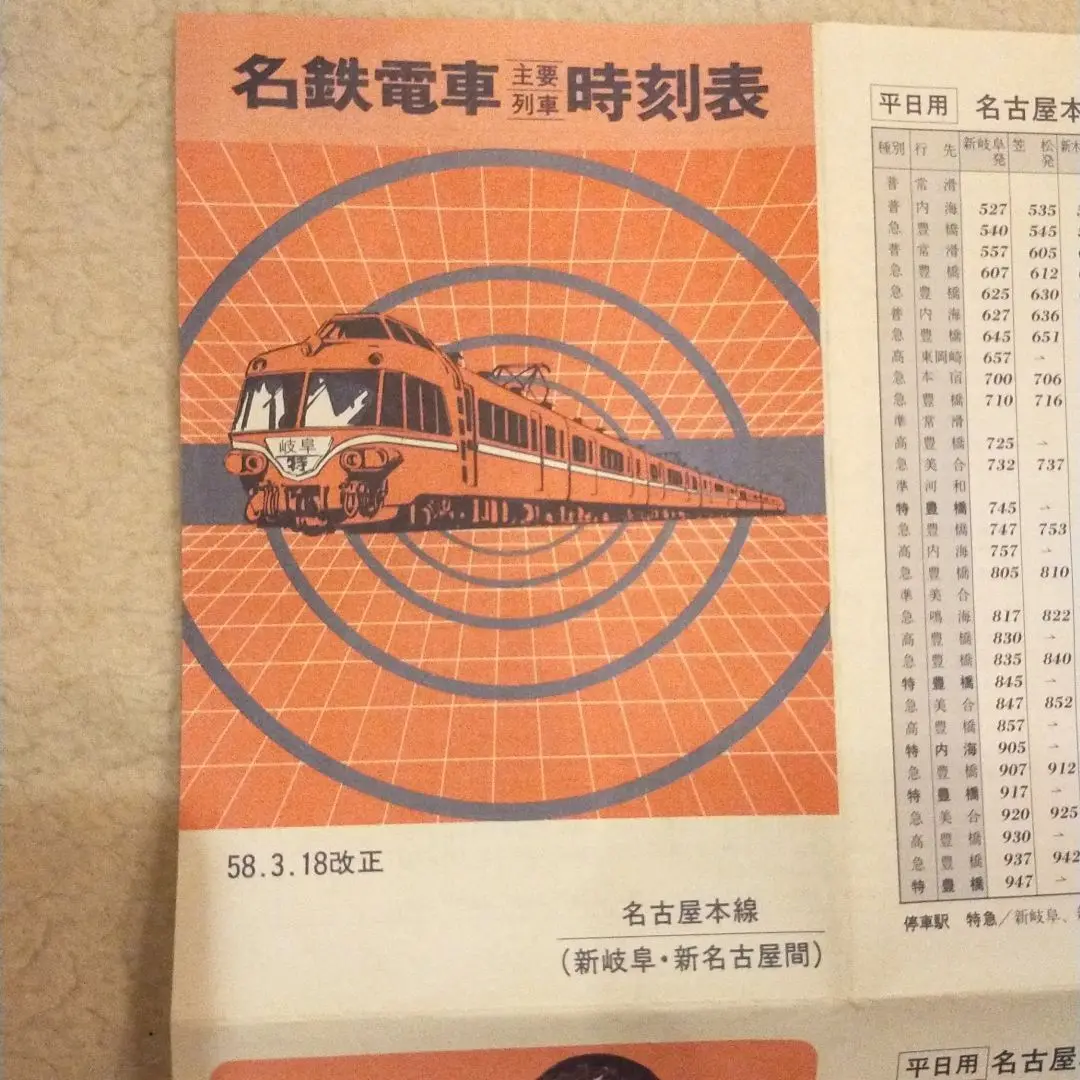 名鉄電車主要列車時刻表
岐阜
特
58.3.18改正
名古屋本線
(新岐阜・新名古屋間)
平日用 名古屋本
種別 行先 新岐阜発 笠松発
普 常滑
普 内海 527 535
急 豊橋 540 545
普 常滑 557 605
急 豊橋 607 612
急 豊橋 625 630
普 内海 627 636
急 豊橋 645 651
高 東岡崎 657 →
急 本宿 700 706
急 豊橋 710 716
準 常滑
高 豊橋 725 →
急 美合 732 737
準 河和
特 豊橋 745 →
急 豊橋 747 753
高 内海 757 →
急 豊橋 805 810
準 美合
急 鳴海 817 822
高 豊橋 830 →
急 豊橋 835 840
特 豊橋 845 →
急 美合 847 852
高 豊橋 857 →
特 内海 905 →
急 豊橋 907 912
特 豊橋 917 →
急 美合 920 925
高 豊橋 930 →
急 豊橋 937 942
特 豊橋 947 →
停車駅 特急/新岐阜、
平日用 名古屋